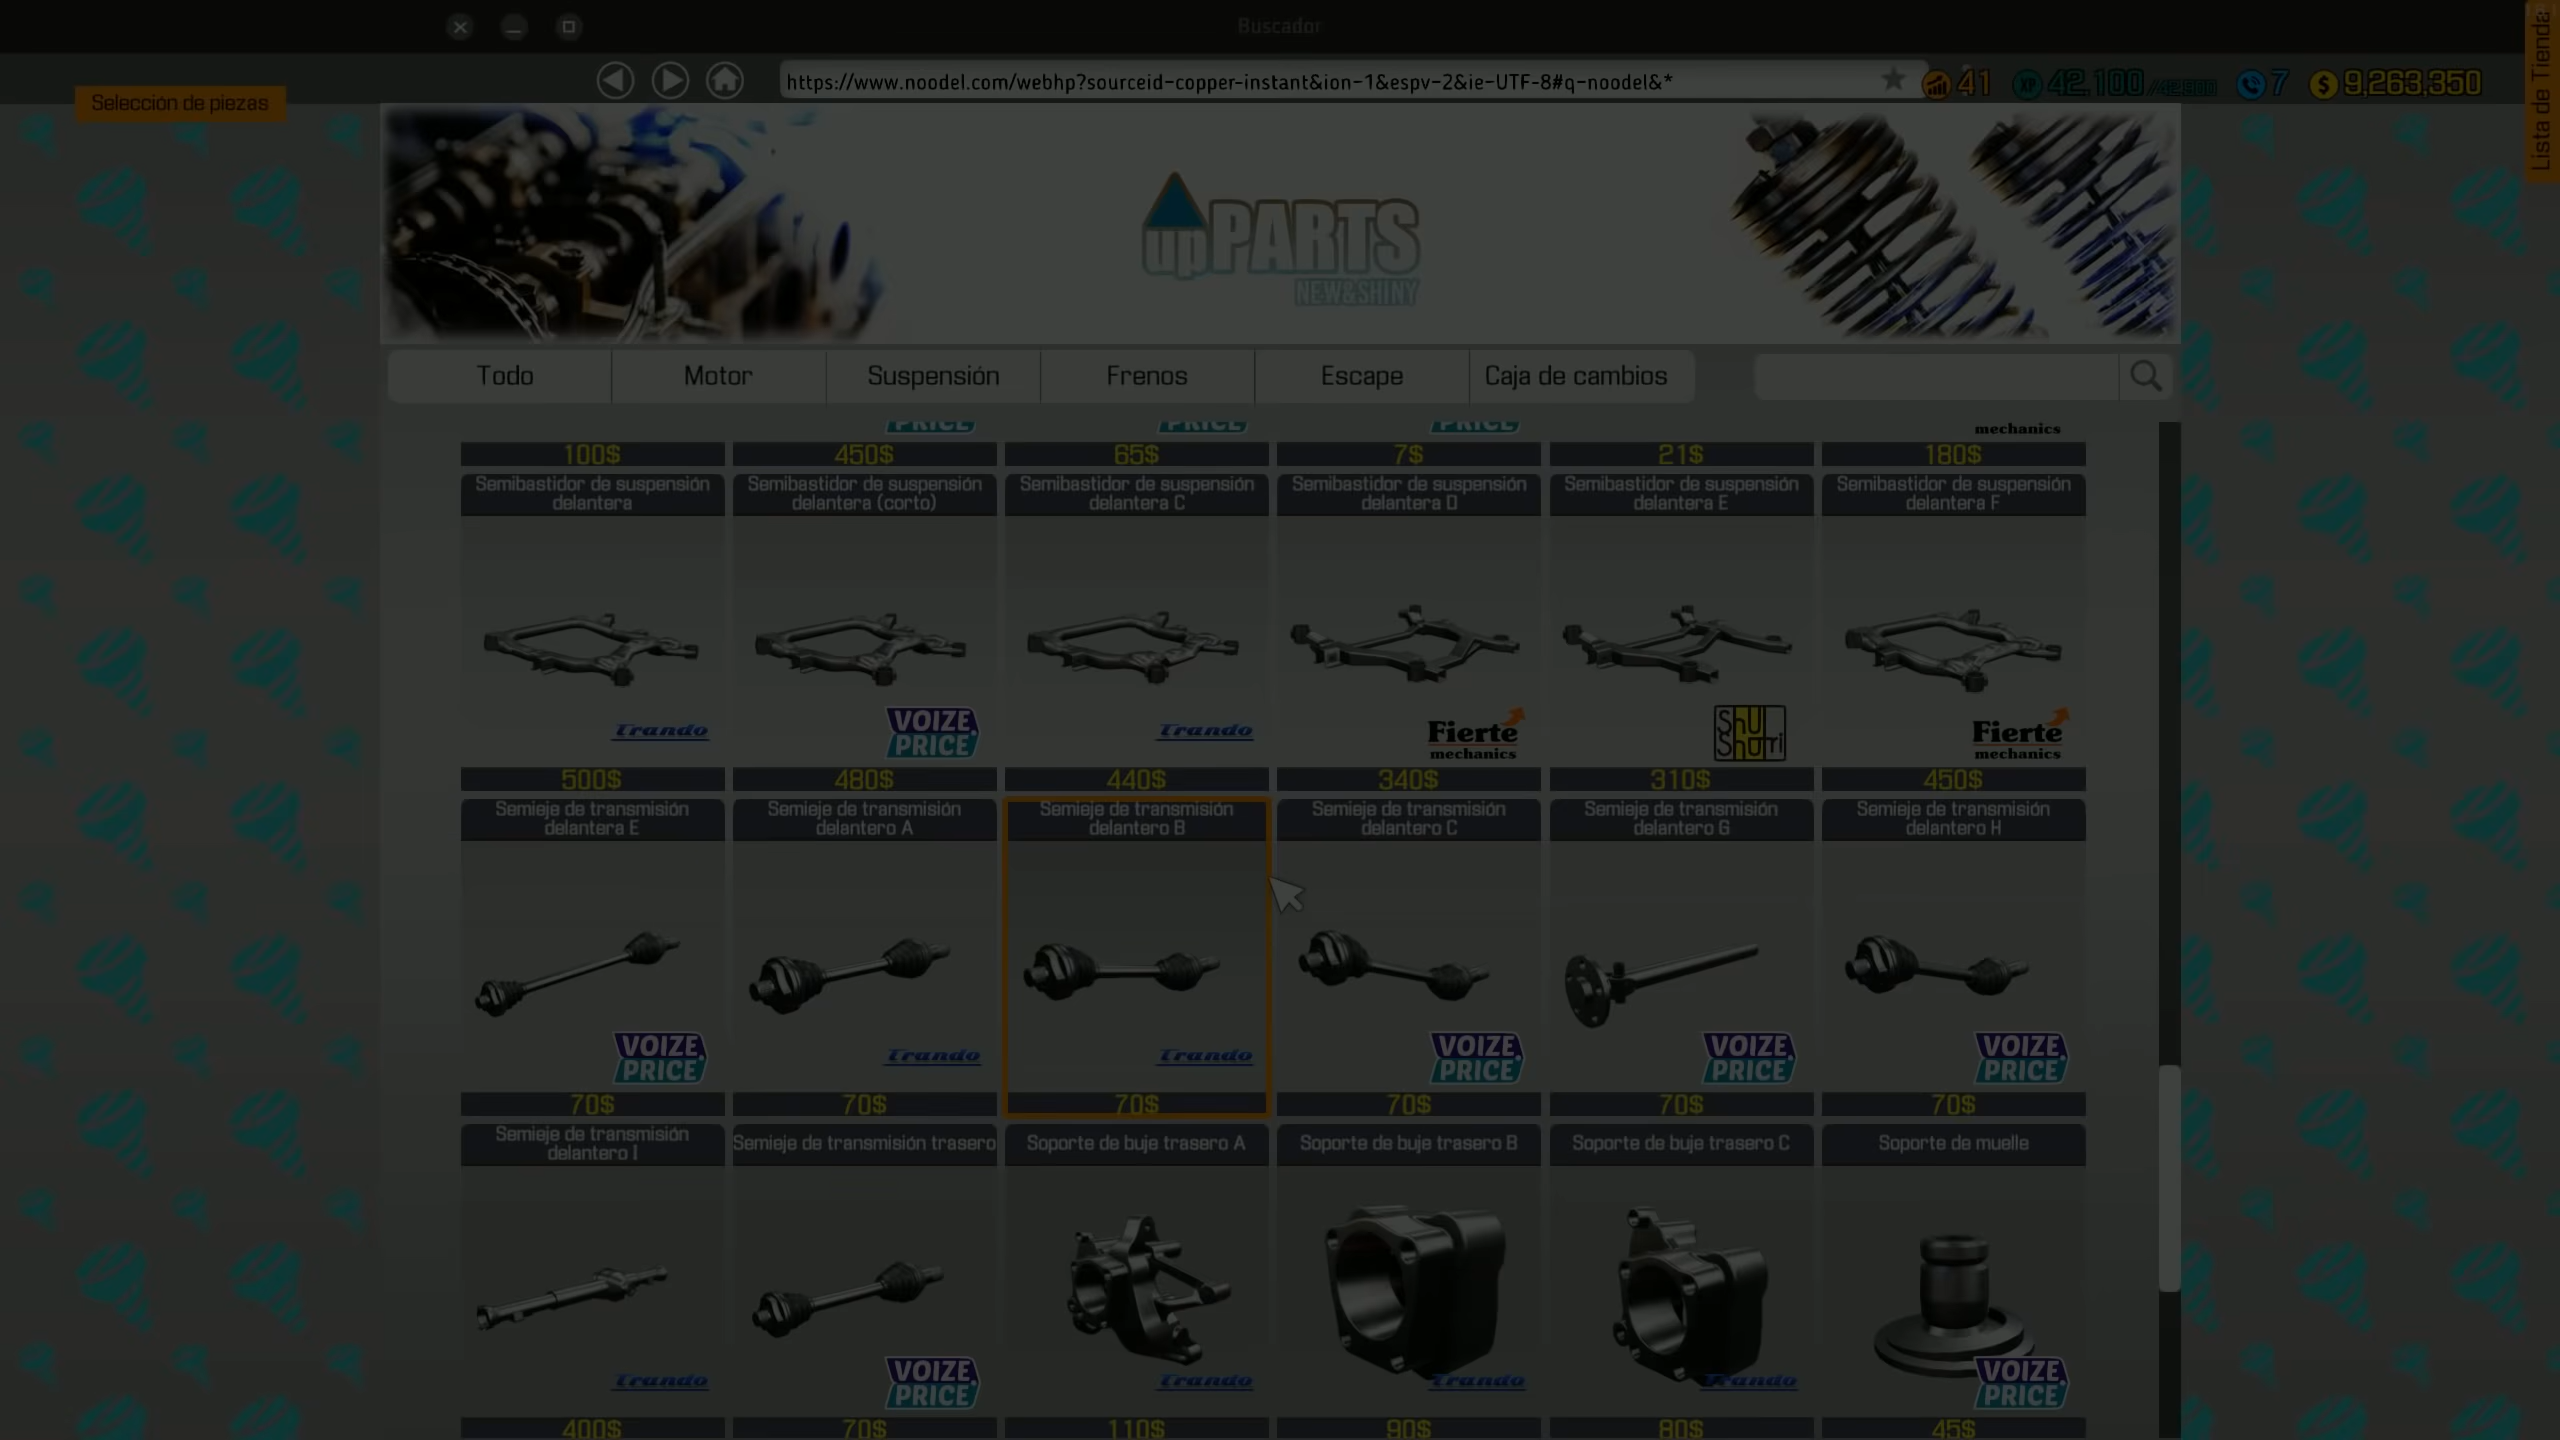 Buscador
Selección de piezas
https://www.noodel.com/webhp?sourceid-copper-instant&ion-1&espv-2&ie-UTF-8#q-noodel&*
41
XP
42,100
7
$
9,263,350
Lista de Tienda
upPARTS
NEW&SHINY
Todo
Motor
Suspensión
Frenos
Escape
Caja de cambios
PRICE
PRICE
PRICE
mechanics
100$
450$
65$
7$
21$
180$
Semibastidor de suspensión
delantera
Semibastidor de suspensión
delantera (corto)
Semibastidor de suspensión
delantera C
Semibastidor de suspensión
delantera D
Semibastidor de suspensión
delantera E
Semibastidor de suspensión
delantera F
Trando
VOIZE
PRICE
Trando
Fierte
mechanics
Shu
Shurri
Fierte
mechanics
500$
480$
440$
340$
310$
450$
Semieje de transmisión
delantera E
Semieje de transmisión
delantero A
Semieje de transmisión
delantero B
Semieje de transmisión
delantero C
Semieje de transmisión
delantero G
Semieje de transmisión
delantero H
VOIZE
PRICE
Trando
Trando
VOIZE
PRICE
VOIZE
PRICE
VOIZE
PRICE
70$
70$
70$
70$
70$
70$
Semieje de transmisión
delantero I
Semieje de transmisión trasero
Soporte de buje trasero A
Soporte de buje trasero B
Soporte de buje trasero C
Soporte de muelle
Trando
VOIZE
PRICE
Trando
Trando
Trando
VOIZE
PRICE
400$
70$
110$
90$
80$
45$